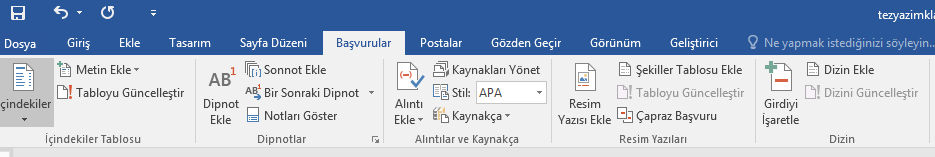 tezyazimkla
Dosya Giriş Ekle Tasarım Sayfa Düzeni Başvurular Postalar Gözden Geçir Görünüm Geliştirici Ne yapmak istediğinizi söyleyin...
çindekiler
Metin Ekle
Tabloyu Güncelleştir
İçindekiler Tablosu
AB1
Dipnot
Ekle
Sonnot Ekle
AB1 Bir Sonraki Dipnot
Notları Göster
Dipnotlar
Alıntı
Ekle
Kaynakları Yönet
Stil: APA
Kaynakça
Alıntılar ve Kaynakça
Resim
Yazısı Ekle
Şekiller Tablosu Ekle
Tabloyu Güncelleştir
Çapraz Başvuru
Resim Yazıları
Girdiyi
İşaretle
Dizin Ekle
Dizini Güncelleştir
Dizin